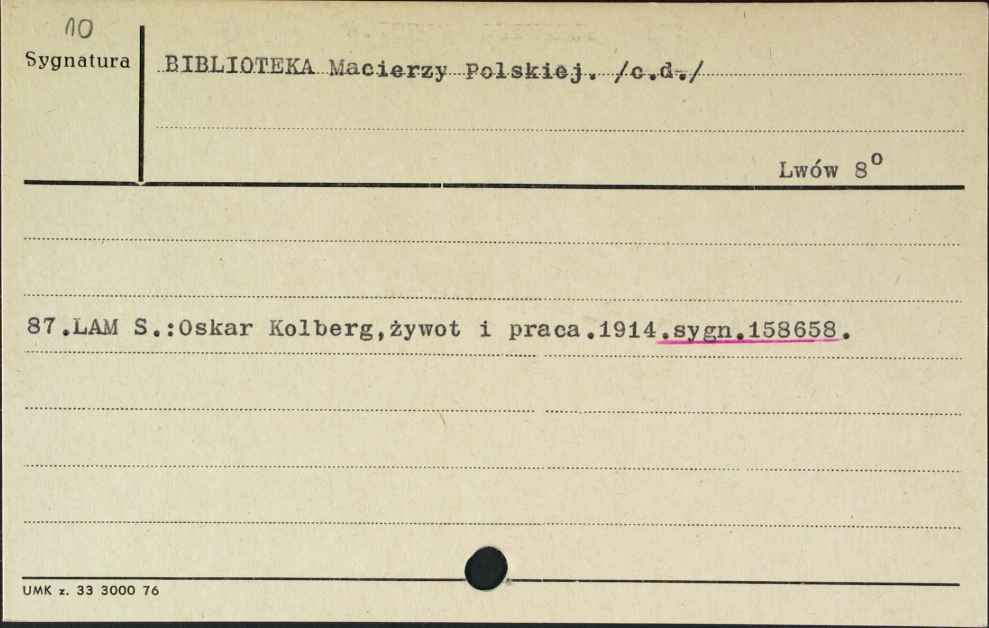 10
Sygnatura
BIBLIOTEKA Macierzy Polskiej. /c.d./
Lwów 8⁰
87.LAM S.:Oskar Kolberg,żywot i praca.1914.sygn.158658.
UMK z. 33 3000 76